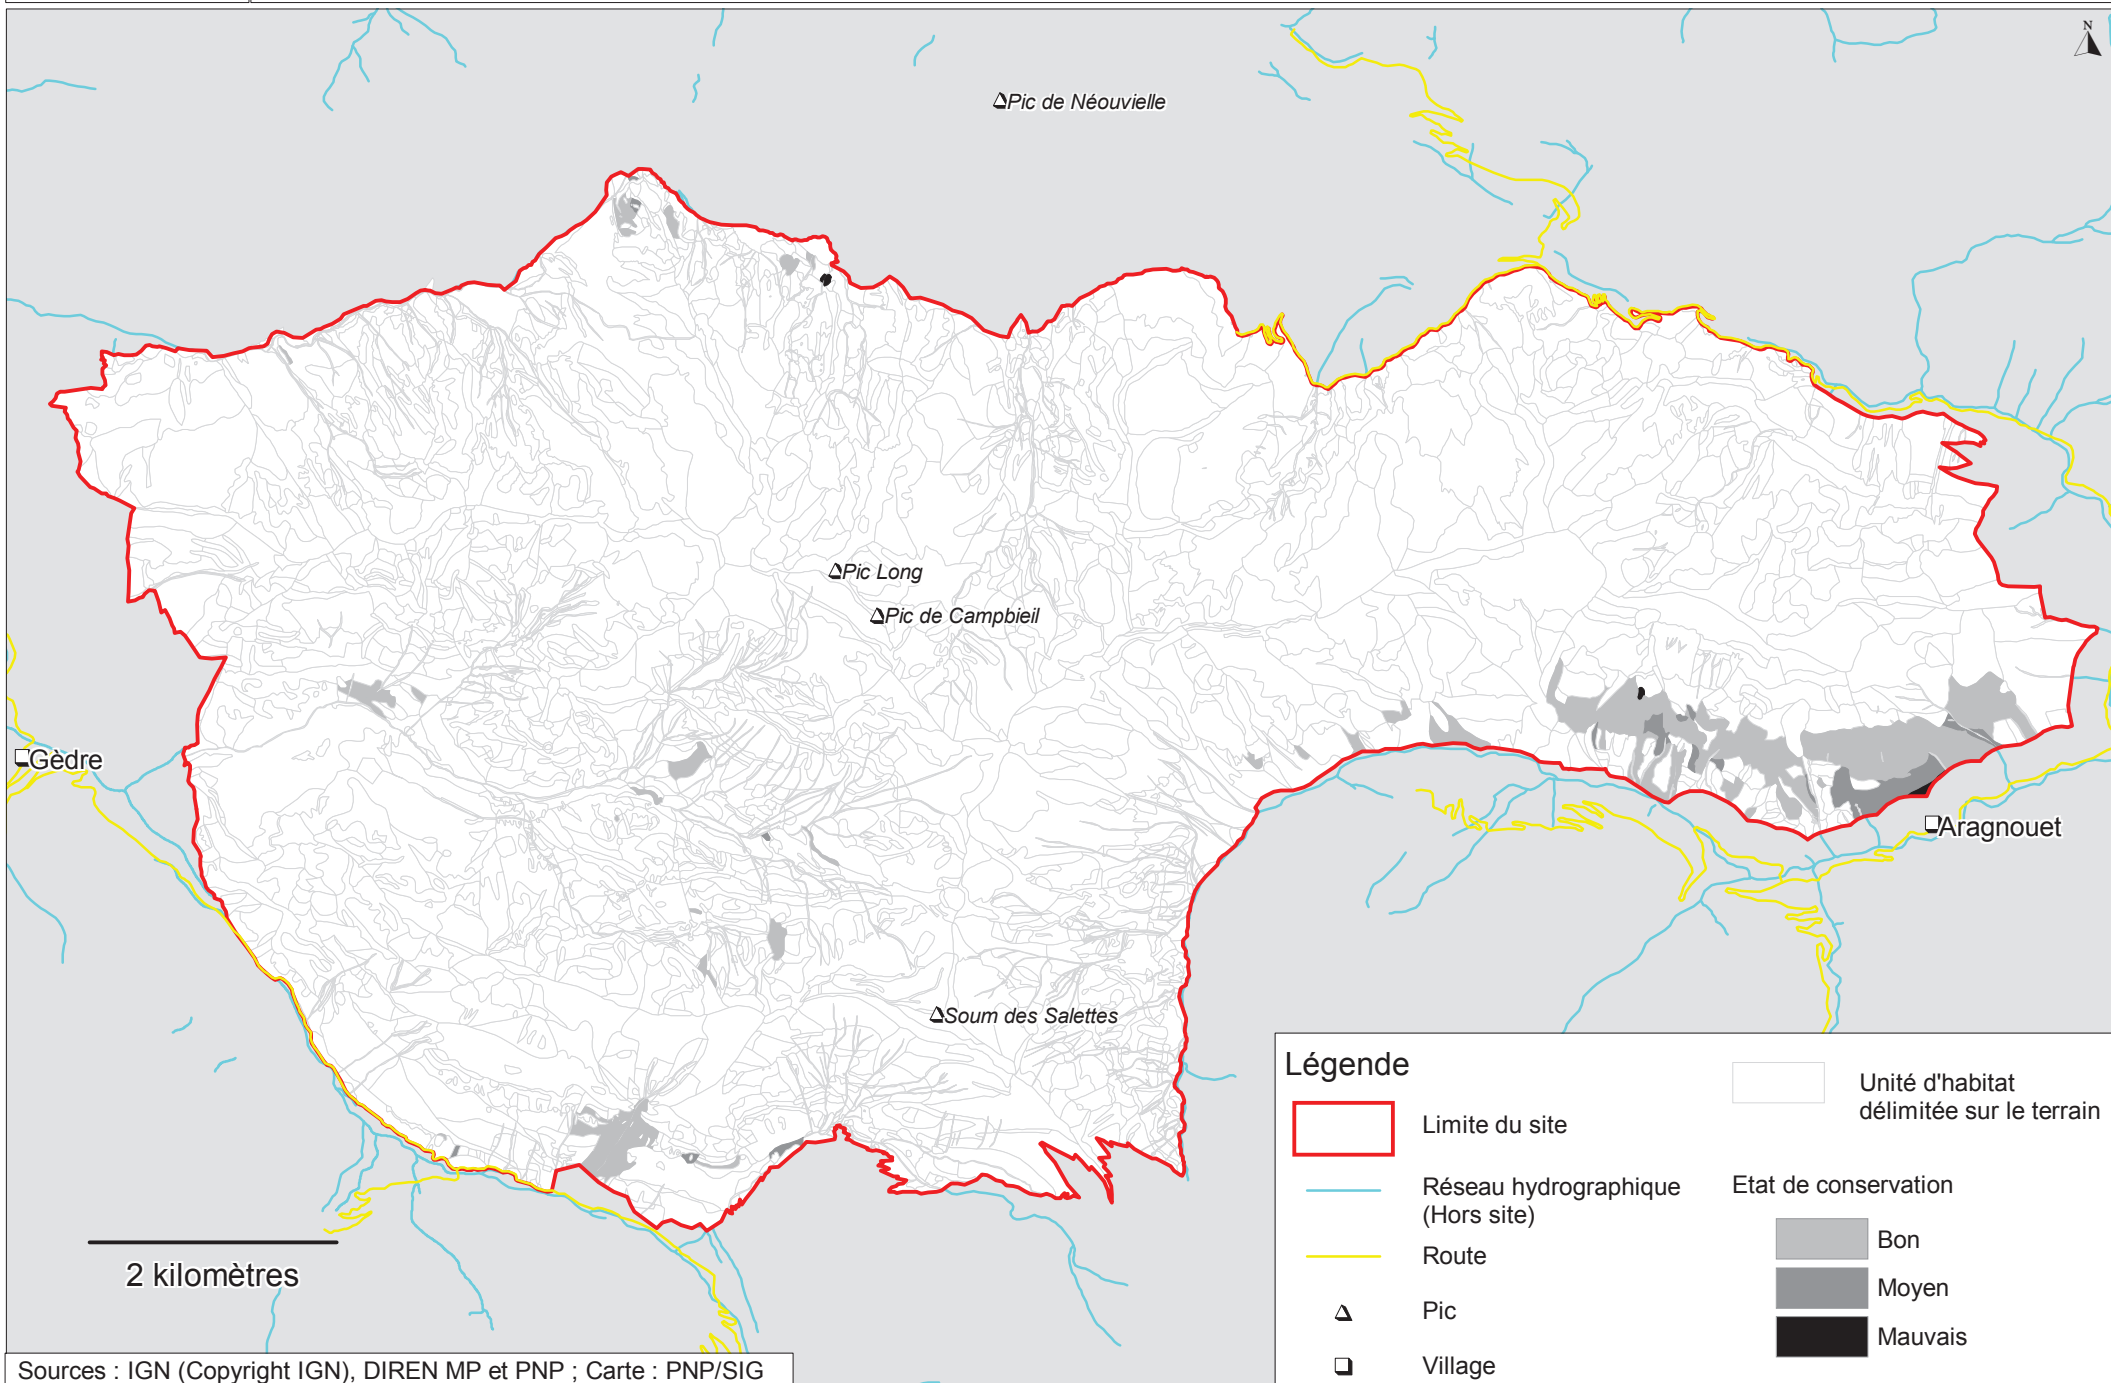 N
Pic de Néouvielle
Pic Long
Pic de Campbieil
Gèdre
Aragnouet
Soum des Salettes
2 kilomètres
Légende
Limite du site
Réseau hydrographique
(Hors site)
Route
Pic
Village
Unité d'habitat
délimitée sur le terrain
Etat de conservation
Bon
Moyen
Mauvais
Sources : IGN (Copyright IGN), DIREN MP et PNP ; Carte : PNP/SIG